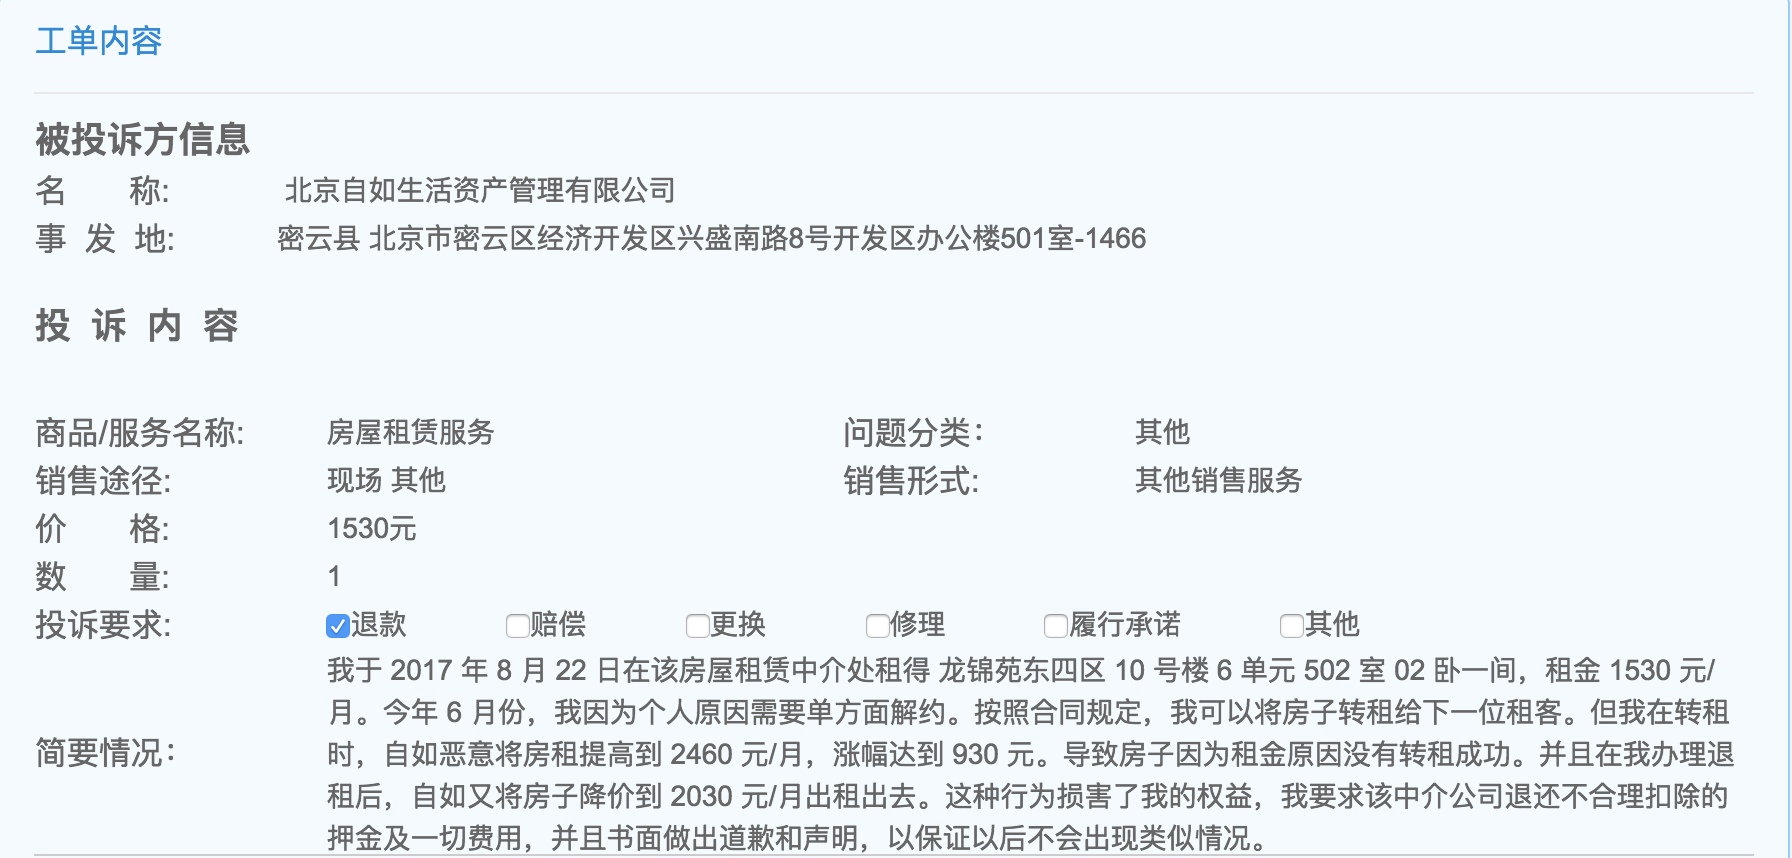 工单内容
被投诉方信息
名 称: 北京自如生活资产管理有限公司
事 发 地: 密云县 北京市密云区经济开发区兴盛南路8号开发区办公楼501室-1466
投 诉 内 容
商品/服务名称: 房屋租赁服务 问题分类: 其他
销售途径: 现场 其他 销售形式: 其他销售服务
价 格: 1530元
数 量: 1
投诉要求: 退款 赔偿 更换 修理 履行承诺 其他
简要情况: 我于 2017 年 8 月 22 日在该房屋租赁中介处租得 龙锦苑东四区 10 号楼 6 单元 502 室 02 卧一间，租金 1530 元/
月。今年 6 月份，我因为个人原因需要单方面解约。按照合同规定，我可以将房子转租给下一位租客。但我在转租
时，自如恶意将房租提高到 2460 元/月，涨幅达到 930 元。导致房子因为租金原因没有转租成功。并且在我办理退
租后，自如又将房子降价到 2030 元/月出租出去。这种行为损害了我的权益，我要求该中介公司退还不合理扣除的
押金及一切费用，并且书面做出道歉和声明，以保证以后不会出现类似情况。